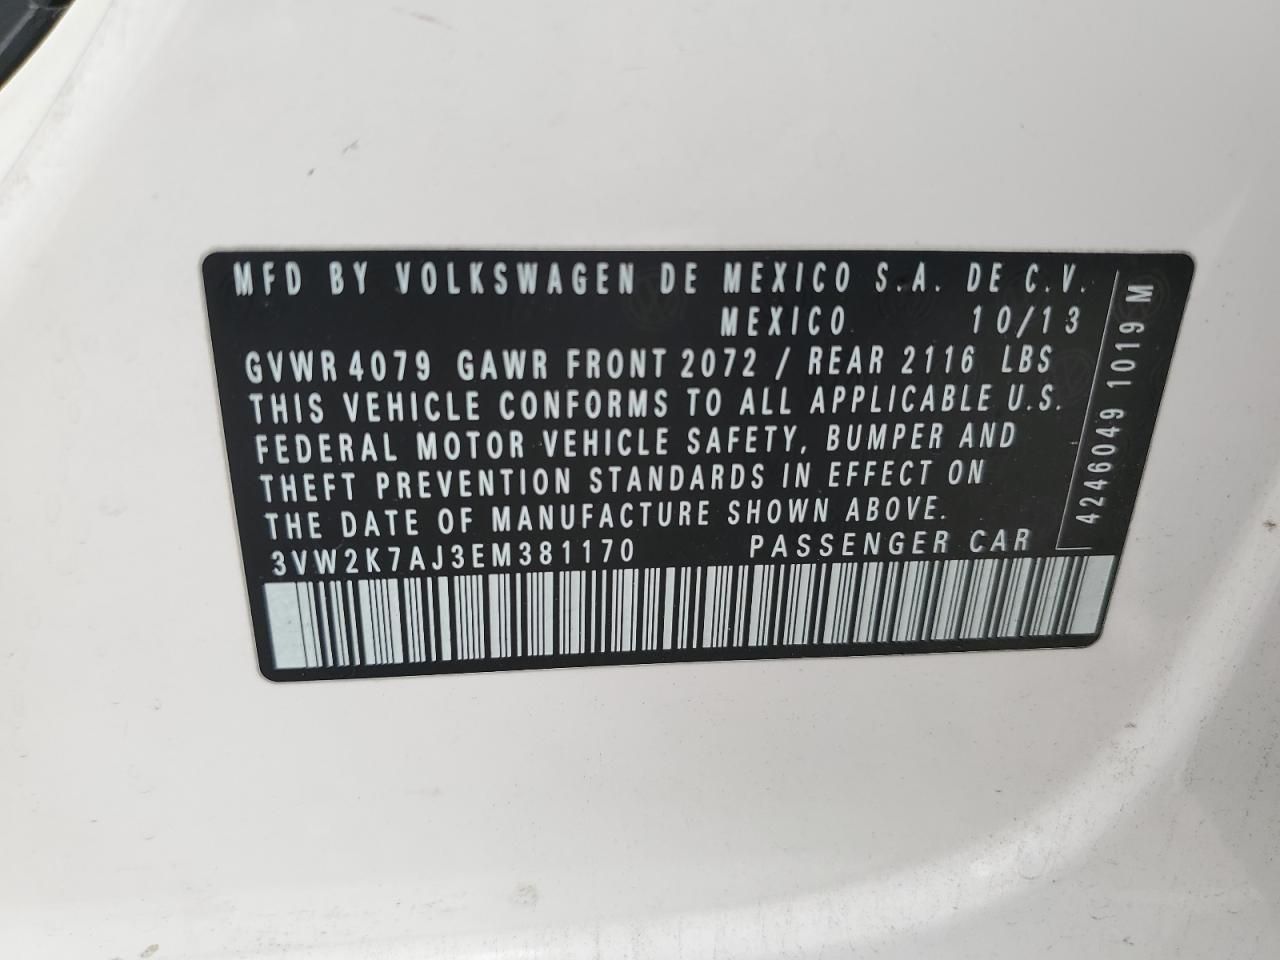 MFD BY VOLKSWAGEN DE MEXICO S.A. DE C.V.
MEXICO 10/13
GVWR 4079 GAWR FRONT 2072 / REAR 2116 LBS
THIS VEHICLE CONFORMS TO ALL APPLICABLE U.S.
FEDERAL MOTOR VEHICLE SAFETY, BUMPER AND
THEFT PREVENTION STANDARDS IN EFFECT ON
THE DATE OF MANUFACTURE SHOWN ABOVE.
3VW2K7AJ3EM381170 PASSENGER CAR
4246049 1019 M